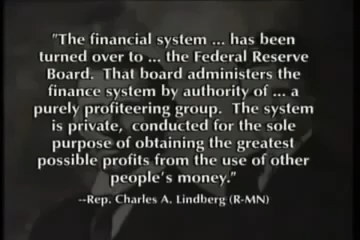 "The financial system ... has been
turned over to ... the Federal Reserve
Board.  That board administers the
finance system by authority of ... a
purely profiteering group.  The system
is private,  conducted for the sole
purpose of obtaining the greatest
possible profits from the use of other
people's money."
--Rep. Charles A. Lindberg (R-MN)